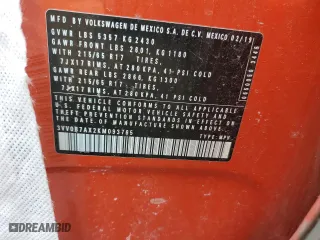 MFD BY VOLKSWAGEN DE MEXICO S.A. DE C.V. MEXICO 02/19
GVWR LBS 5357 KG 2430
GAWR FRONT LBS 2601, KG 1180
WITH 215/65 R17 TIRES,
7JX17 RIMS, AT 280KPA, 41 PSI COLD
GAWR REAR LBS 2866, KG 1300
WITH 215/65 R17 TIRES,
7JX17 RIMS, AT 280KPA, 41 PSI COLD
THIS VEHICLE CONFORMS TO ALL APPLICABLE
U.S. FEDERAL MOTOR VEHICLE SAFETY AND
THEFT PREVENTION STANDARDS IN EFFECT ON THE
DATE OF MANUFACTURE SHOWN ABOVE.
TYPE: MPV
DREAMBID